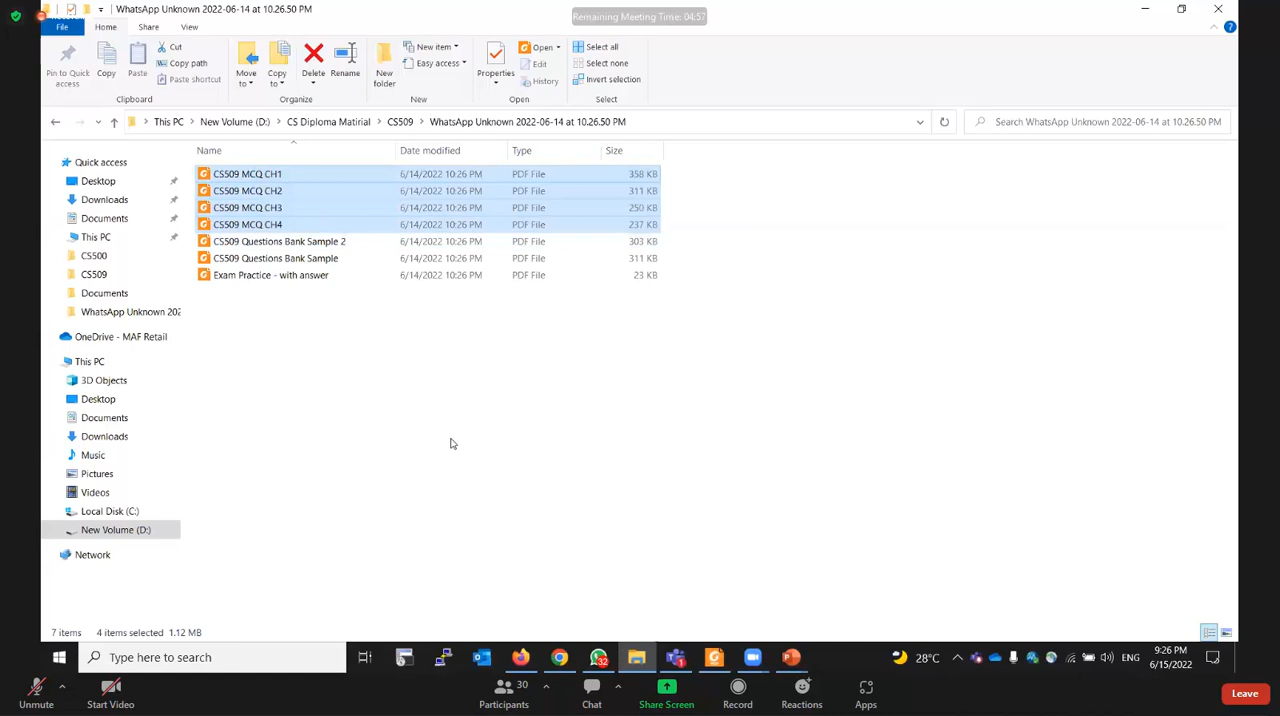 WhatsApp Unknown 2022-06-14 at 10.26.50 PM
Remaining Meeting Time: 04:57
File Home Share View
Pin to Quick access
Copy
Paste
Cut
Copy path
Paste shortcut
Clipboard
Move to
Copy to
Delete
Rename
Organize
New folder
New item
Easy access
New
Properties
Open
Edit
History
Open
Select all
Select none
Invert selection
Select
This PC > New Volume (D:) > CS Diploma Matirial > CS509 > WhatsApp Unknown 2022-06-14 at 10.26.50 PM
Search WhatsApp Unknown 2022-06-14 at 10.26.50 PM
Name Date modified Type Size
CS509 MCQ CH1 6/14/2022 10:26 PM PDF File 358 KB
CS509 MCQ CH2 6/14/2022 10:26 PM PDF File 311 KB
CS509 MCQ CH3 6/14/2022 10:26 PM PDF File 250 KB
CS509 MCQ CH4 6/14/2022 10:26 PM PDF File 237 KB
CS509 Questions Bank Sample 2 6/14/2022 10:26 PM PDF File 303 KB
CS509 Questions Bank Sample 6/14/2022 10:26 PM PDF File 311 KB
Exam Practice - with answer 6/14/2022 10:26 PM PDF File 23 KB
Quick access
Desktop
Downloads
Documents
This PC
CS500
CS509
Documents
WhatsApp Unknown 202
OneDrive - MAF Retail
This PC
3D Objects
Desktop
Documents
Downloads
Music
Pictures
Videos
Local Disk (C:)
New Volume (D:)
Network
7 items 4 items selected 1.12 MB
Type here to search
32
1
28°C
ENG
9:26 PM
6/15/2022
Unmute
Start Video
Participants 30
Chat
Share Screen
Record
Reactions
Apps
Leave